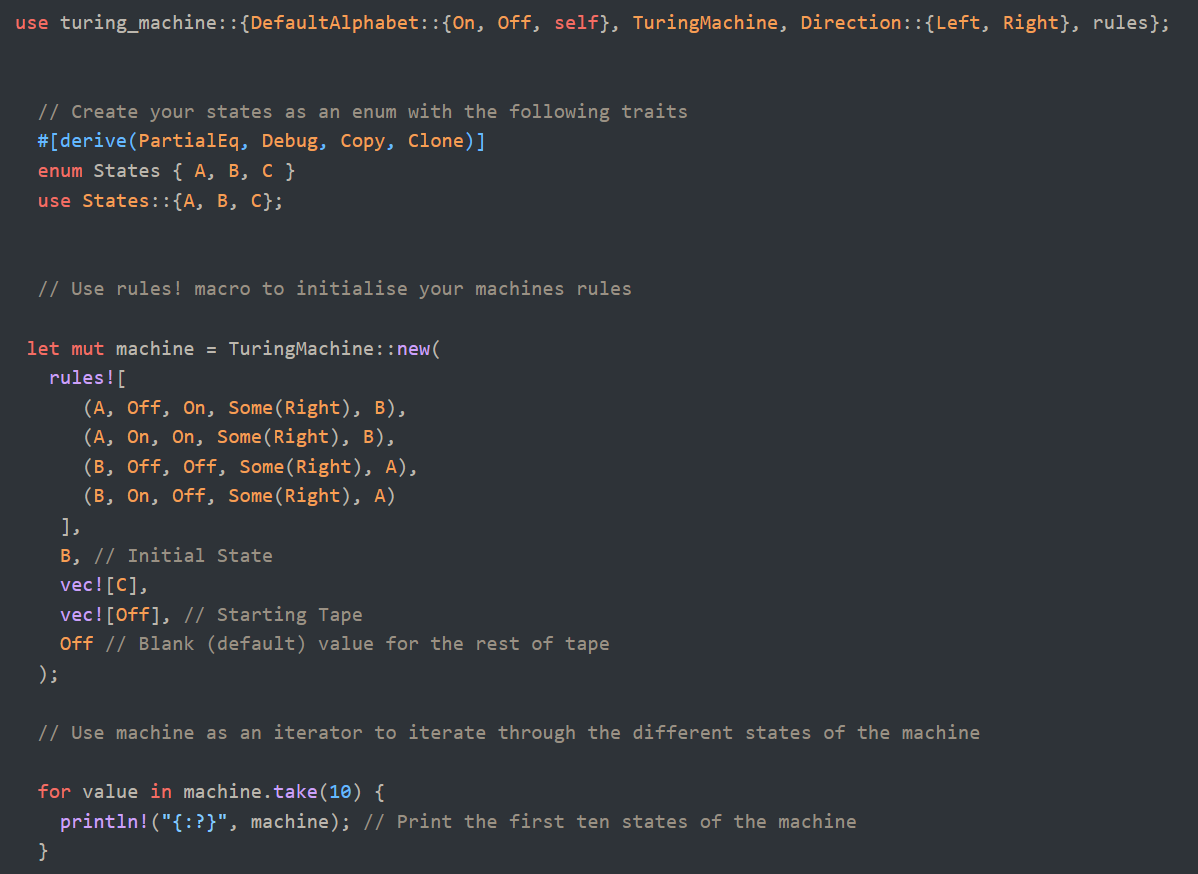 use turing_machine::{DefaultAlphabet::{On, Off, self}, TuringMachine, Direction::{Left, Right}, rules};
// Create your states as an enum with the following traits
#[derive(PartialEq, Debug, Copy, Clone)]
enum States { A, B, C }
use States::{A, B, C};
// Use rules! macro to initialise your machines rules
let mut machine = TuringMachine::new(
rules![
(A, Off, On, Some(Right), B),
(A, On, On, Some(Right), B),
(B, Off, Off, Some(Right), A),
(B, On, Off, Some(Right), A)
],
B, // Initial State
vec![C],
vec![Off], // Starting Tape
Off // Blank (default) value for the rest of tape
);
// Use machine as an iterator to iterate through the different states of the machine
for value in machine.take(10) {
println!("{:?}", machine); // Print the first ten states of the machine
}